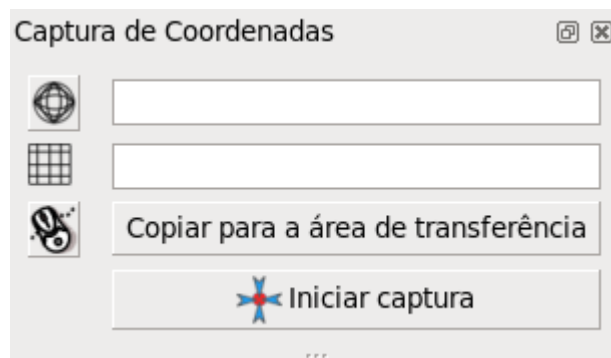 Captura de Coordenadas
Copiar para a área de transferência
Iniciar captura